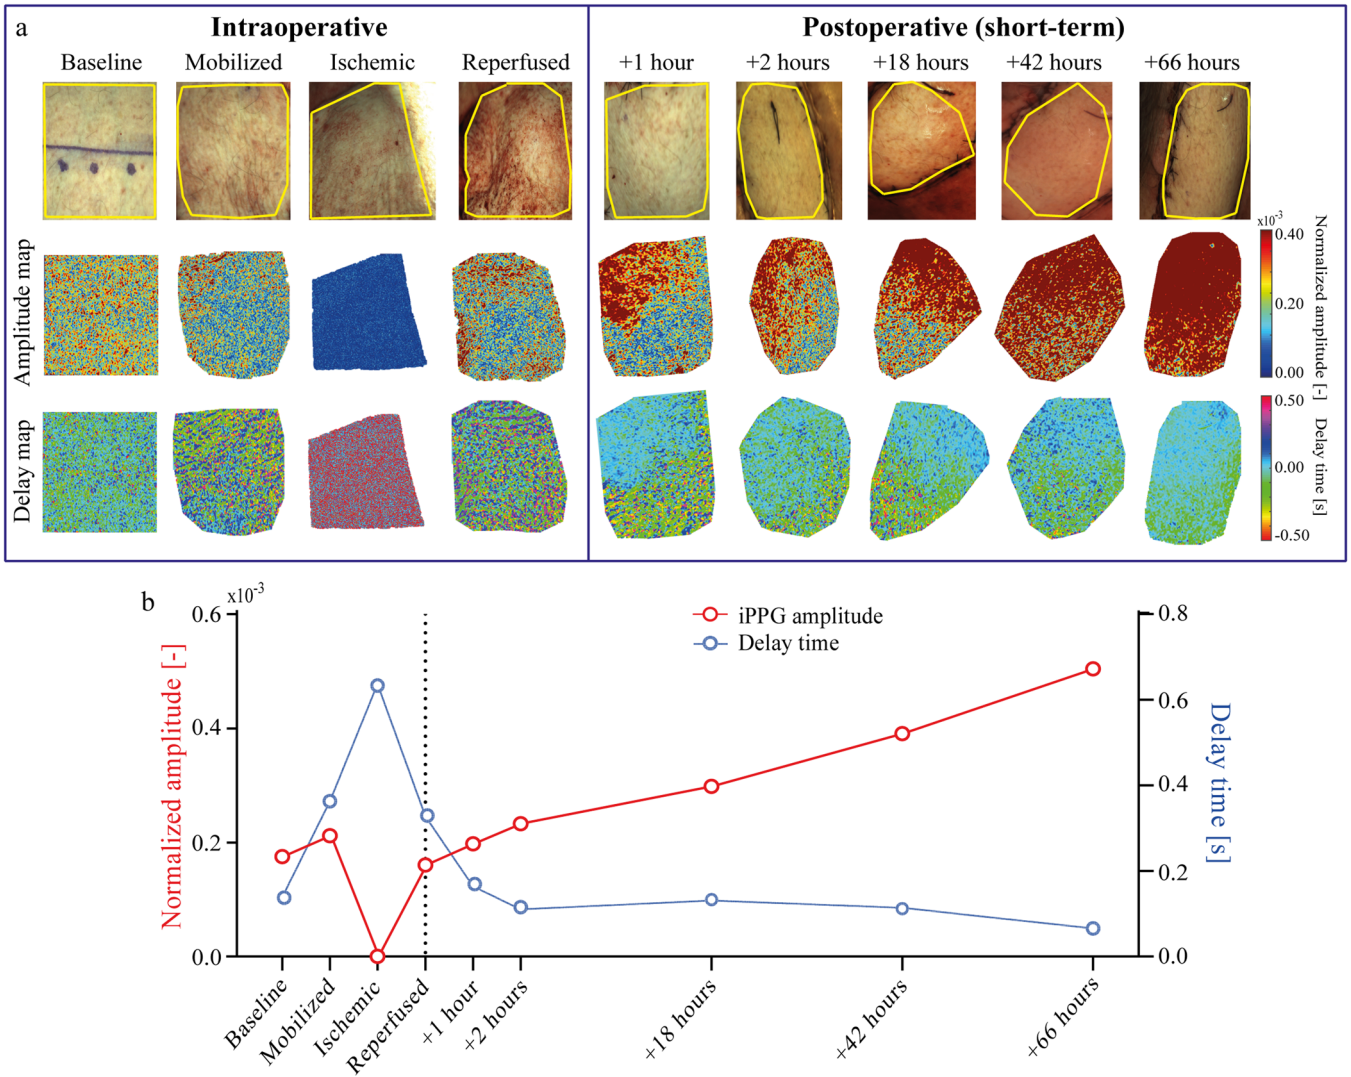 a
Intraoperative
Postoperative (short-term)
Baseline Mobilized Ischemic Reperfused +1 hour +2 hours +18 hours +42 hours +66 hours
Amplitude map
x10-3
0.40
0.20
0.00
Normalized amplitude [-]
Delay map
0.50
0.00
-0.50
Delay time [s]
b
x10-3
0.6
0.4
0.2
0.0
Normalized amplitude [-]
iPPG amplitude
Delay time
0.8
0.6
0.4
0.2
0.0
Delay time [s]
Baseline
Mobilized
Ischemic
Reperfused
+1 hour
+2 hours
+18 hours
+42 hours
+66 hours